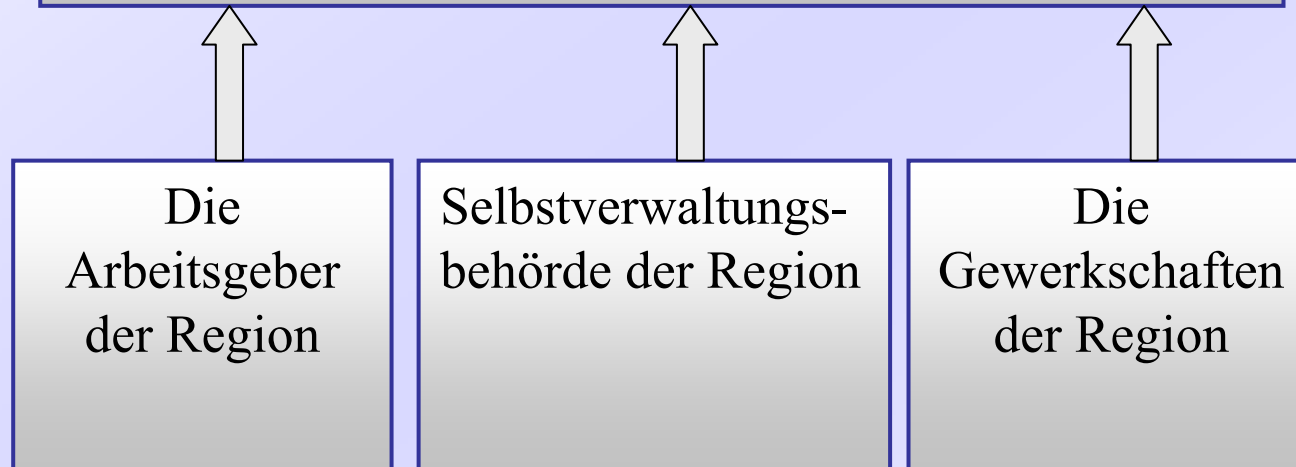 Die
Arbeitsgeber
der Region
Selbstverwaltungs-
behörde der Region
Die
Gewerkschaften
der Region